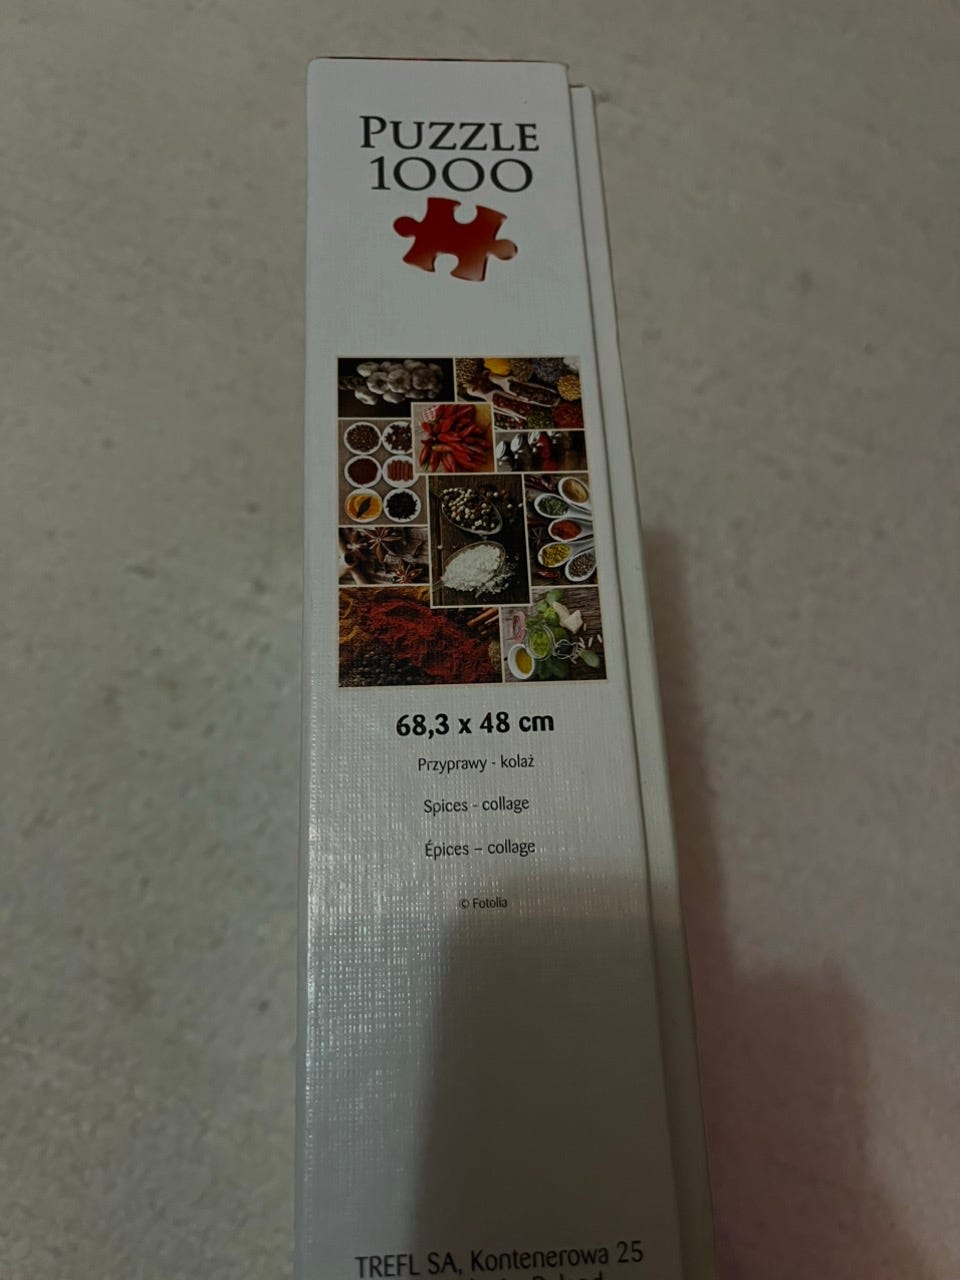 PUZZLE
1000
68,3 x 48 cm
Przyprawy - kolaż
Spices - collage
Épices – collage
© Fotolia
TREFL SA, Kontenerowa 25